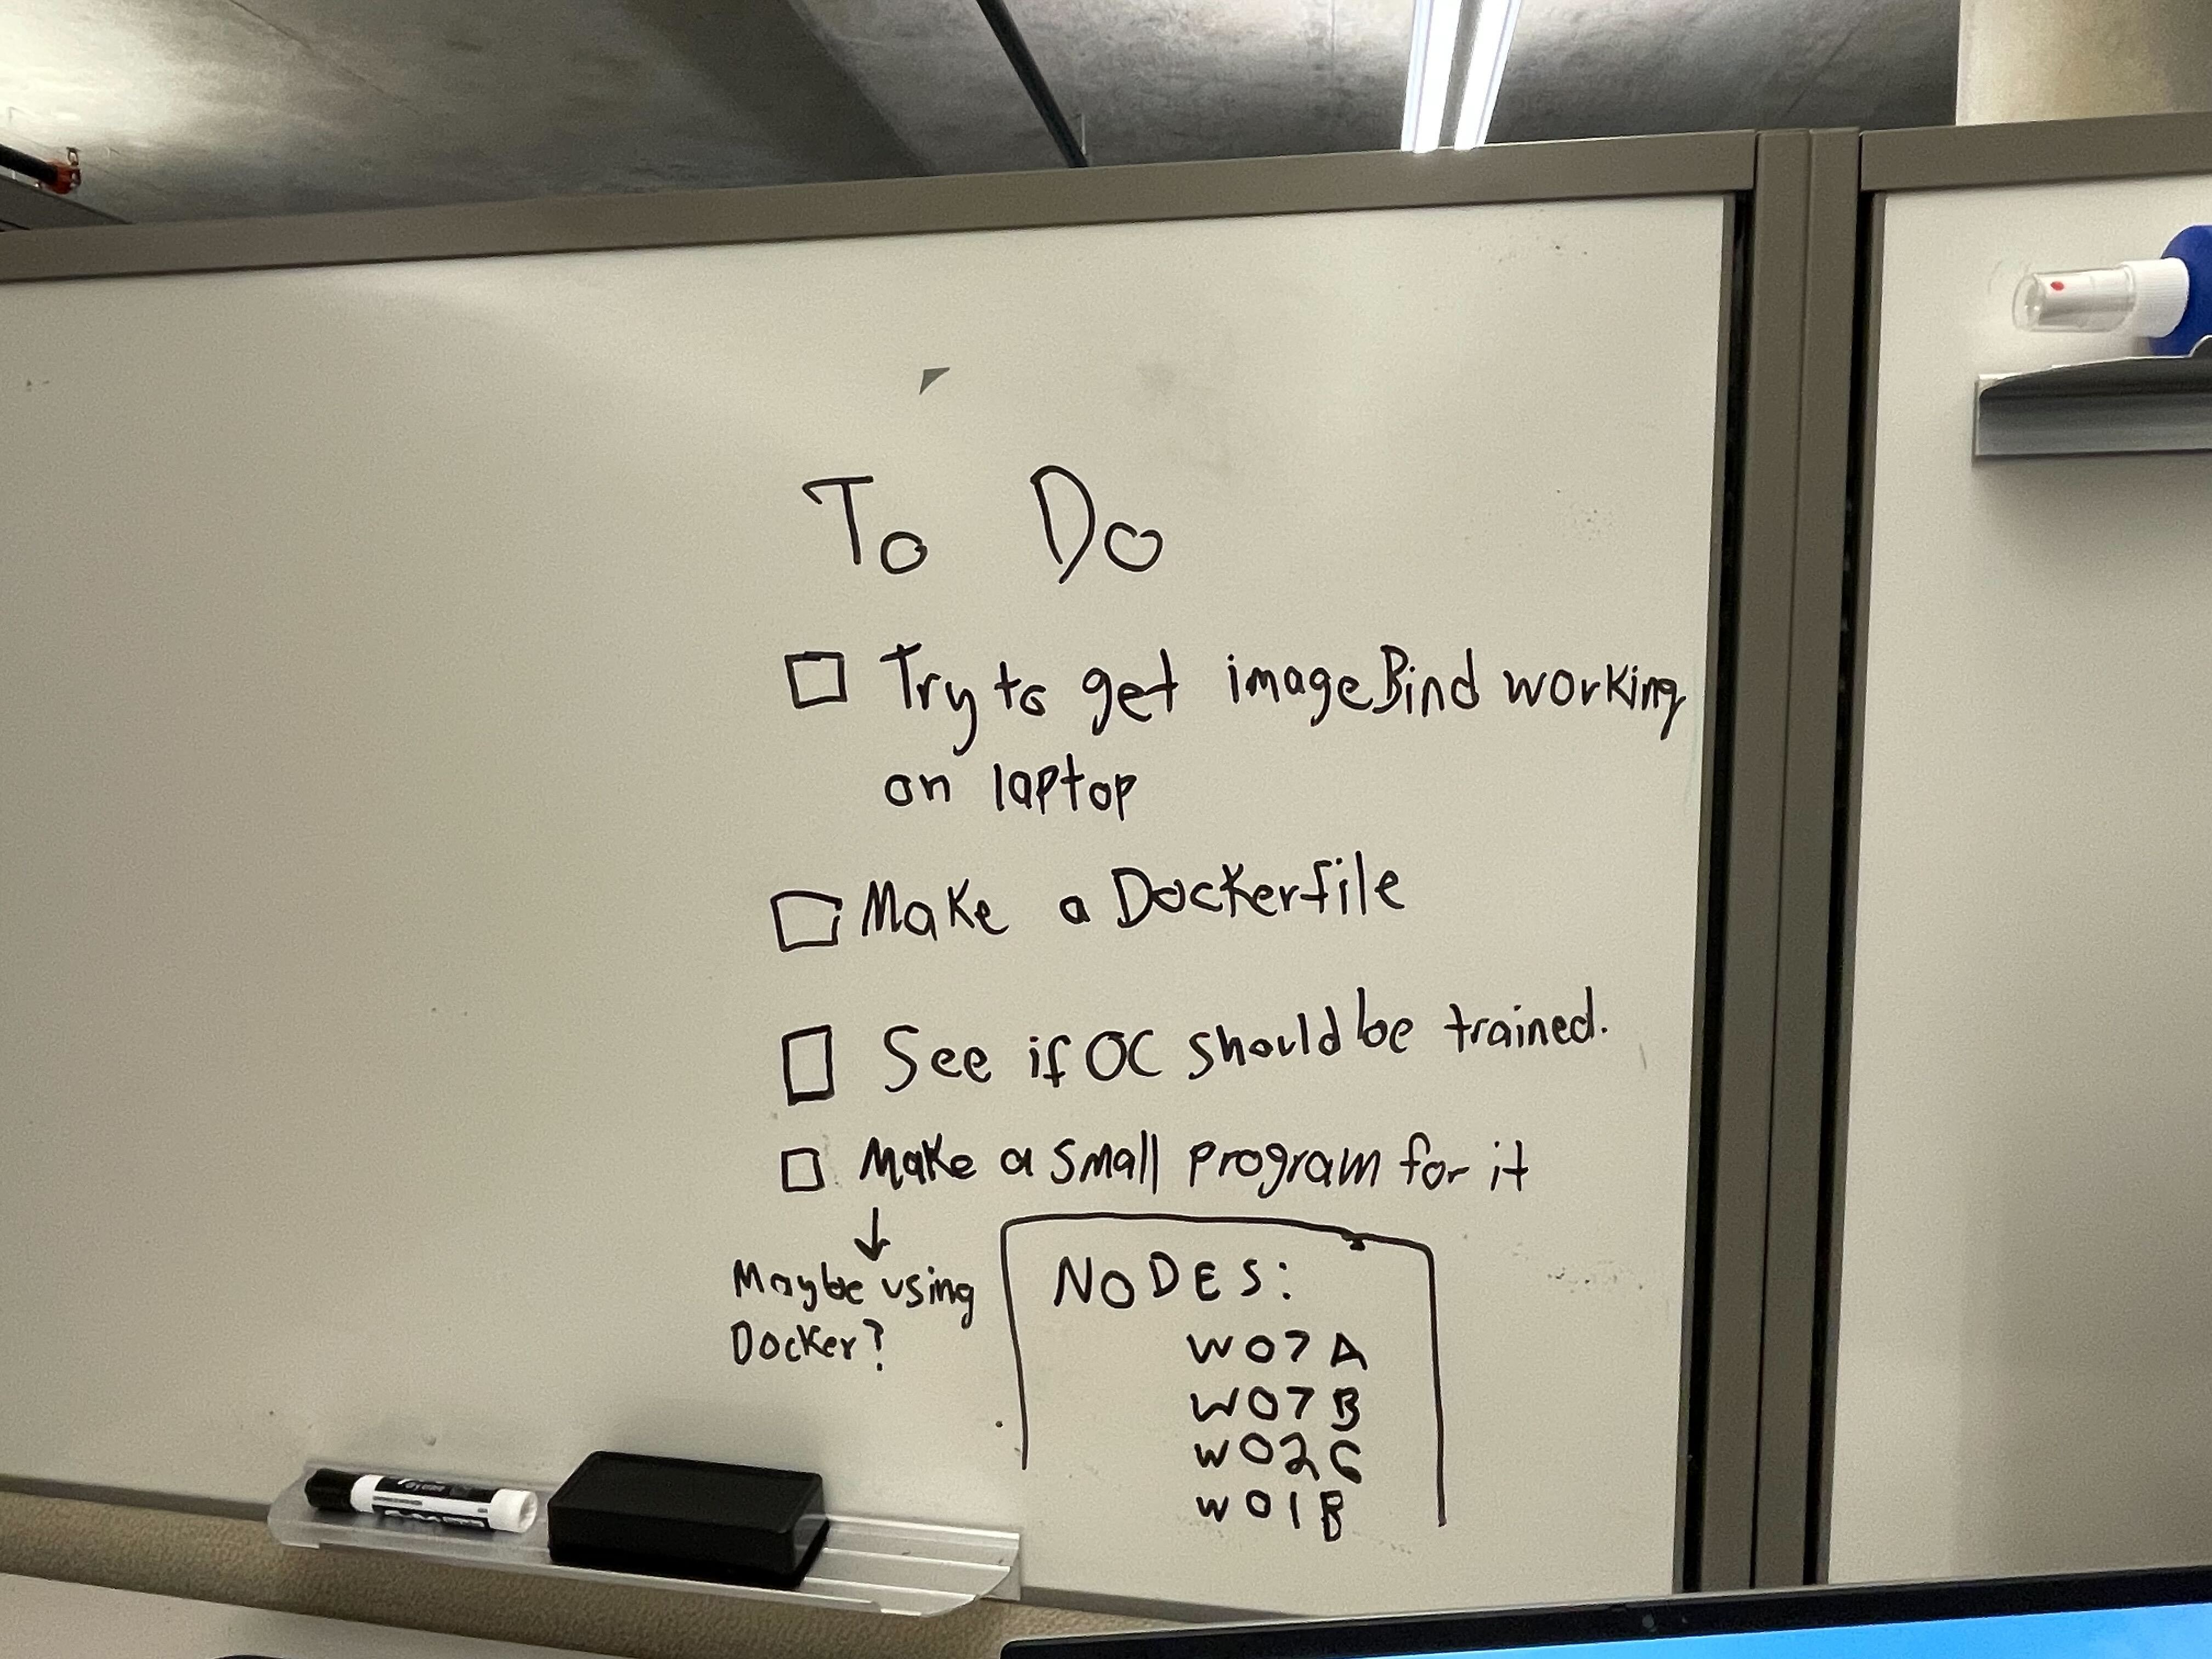 To Do
Try to get imageBind working
on laptop
Make a Dockerfile
See if OC should be trained.
Make a small program for it
Maybe using
Docker?
NODES:
W07A
W07B
W02C
W01B